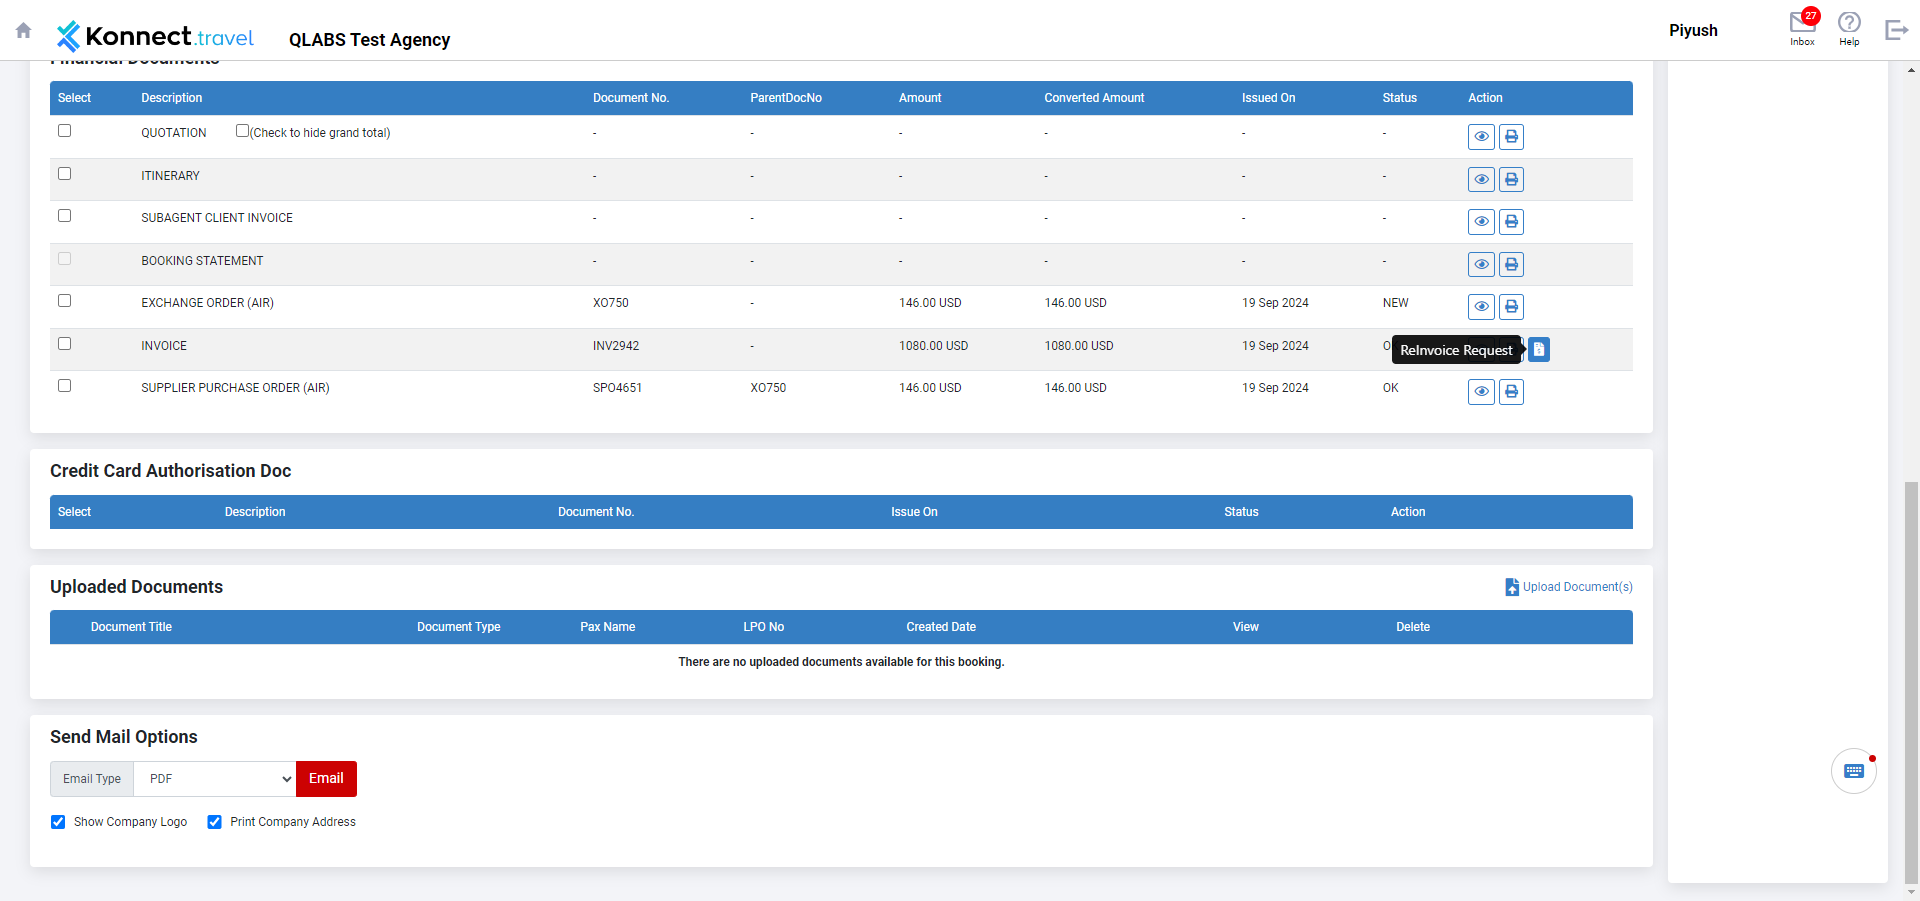 Konnect.travel
QLABS Test Agency
Piyush
27
Inbox
Help
Financial Documents
Select Description Document No. ParentDocNo Amount Converted Amount Issued On Status Action
QUOTATION (Check to hide grand total) - - - - - -
ITINERARY - - - - - -
SUBAGENT CLIENT INVOICE - - - - - -
BOOKING STATEMENT - - - - - -
EXCHANGE ORDER (AIR) XO750 - 146.00 USD 146.00 USD 19 Sep 2024 NEW
INVOICE INV2942 - 1080.00 USD 1080.00 USD 19 Sep 2024
ReInvoice Request
SUPPLIER PURCHASE ORDER (AIR) SPO4651 XO750 146.00 USD 146.00 USD 19 Sep 2024 OK
Credit Card Authorisation Doc
Select Description Document No. Issue On Status Action
Uploaded Documents
Upload Document(s)
Document Title Document Type Pax Name LPO No Created Date View Delete
There are no uploaded documents available for this booking.
Send Mail Options
Email Type PDF Email
Show Company Logo Print Company Address